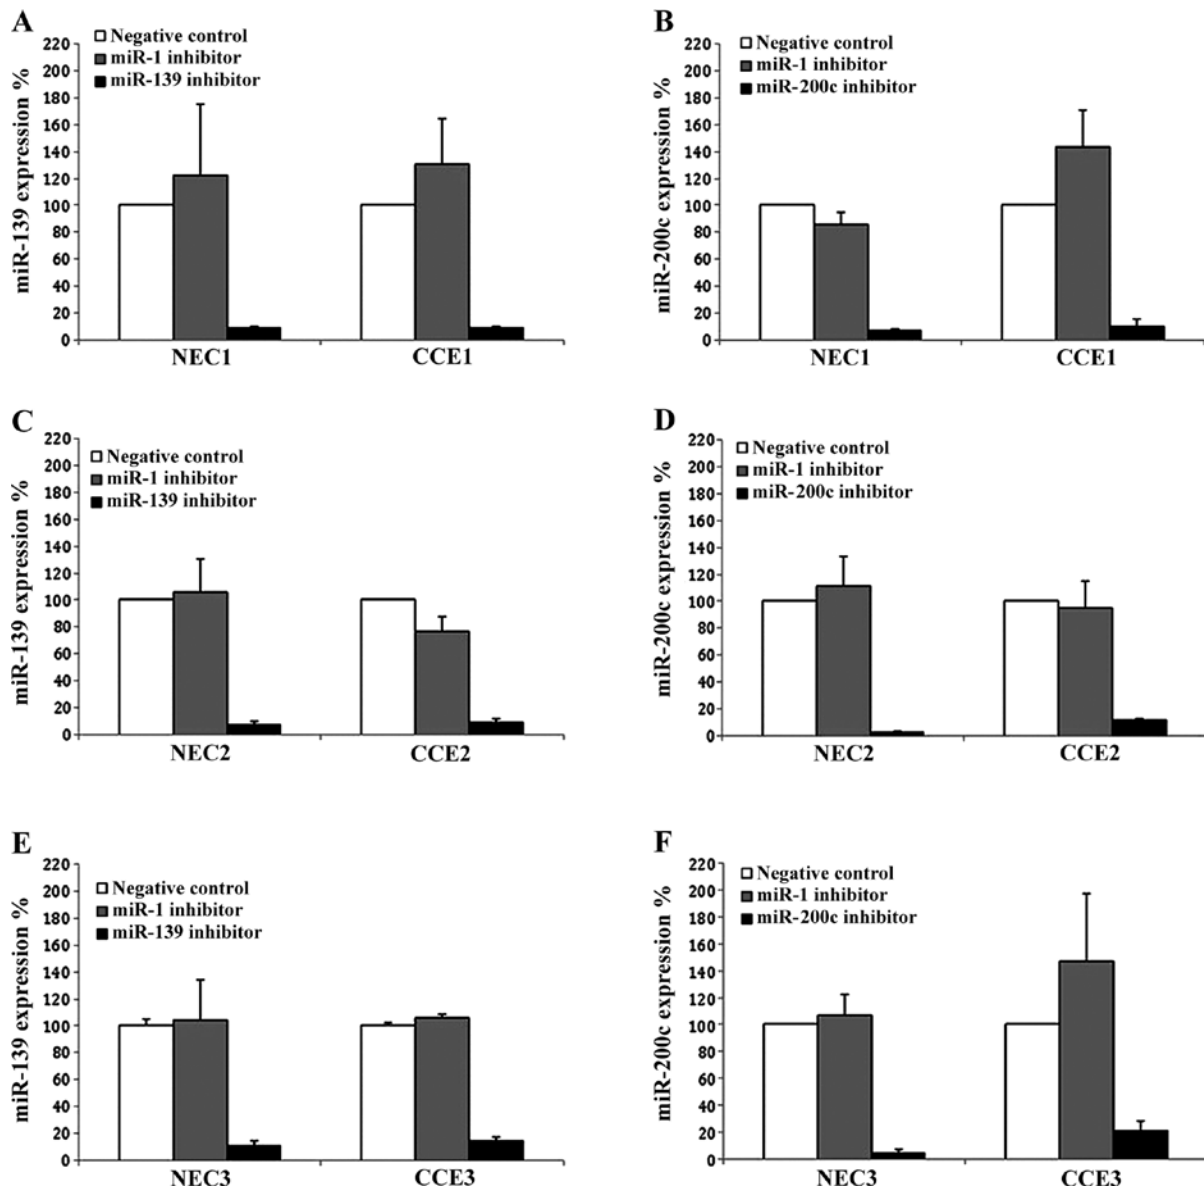 A
miR-139 expression %
Negative control
miR-1 inhibitor
miR-139 inhibitor
220
200
180
160
140
120
100
80
60
40
20
0
NEC1 CCE1
B
miR-200c expression %
Negative control
miR-1 inhibitor
miR-200c inhibitor
220
200
180
160
140
120
100
80
60
40
20
0
NEC1 CCE1
C
miR-139 expression %
Negative control
miR-1 inhibitor
miR-139 inhibitor
220
200
180
160
140
120
100
80
60
40
20
0
NEC2 CCE2
D
miR-200c expression %
Negative control
miR-1 inhibitor
miR-200c inhibitor
220
200
180
160
140
120
100
80
60
40
20
0
NEC2 CCE2
E
miR-139 expression %
Negative control
miR-1 inhibitor
miR-139 inhibitor
220
200
180
160
140
120
100
80
60
40
20
0
NEC3 CCE3
F
miR-200c expression %
Negative control
miR-1 inhibitor
miR-200c inhibitor
220
200
180
160
140
120
100
80
60
40
20
0
NEC3 CCE3